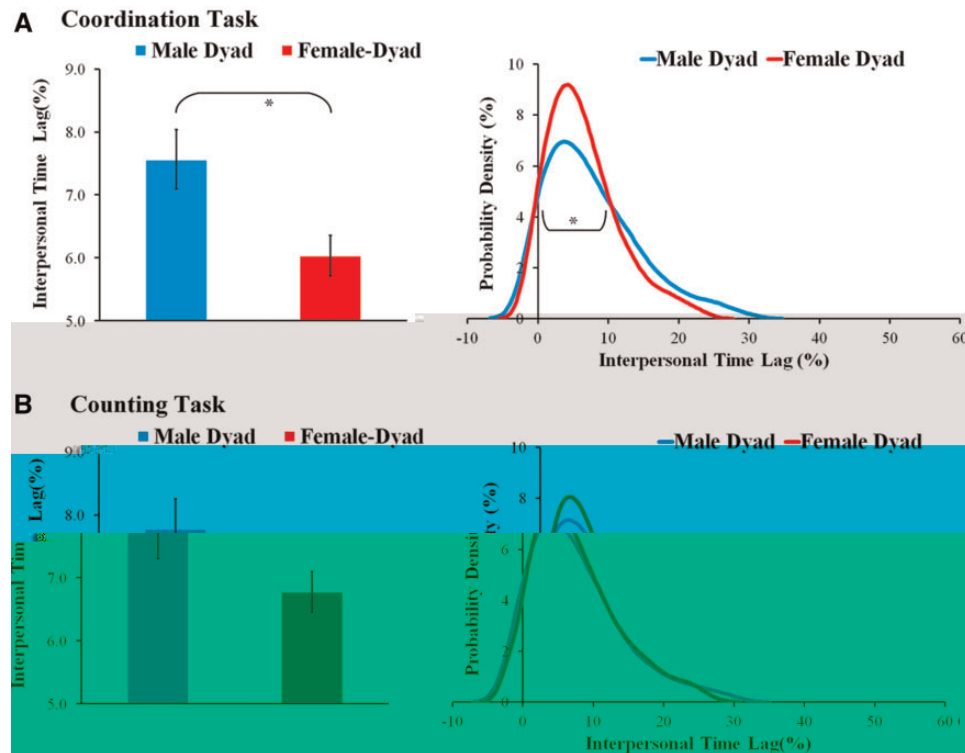 A Coordination Task
Male Dyad Female-Dyad
Interpersonal Time Lag(%)
9.0
8.0
7.0
6.0
5.0
*
Male Dyad Female Dyad
Probability Density (%)
10
8
6
4
2
0
*
-10 0 10 20 30 40 50 60
Interpersonal Time Lag (%)
B Counting Task
Male Dyad Female-Dyad
Interpersonal Tim
Lag(%)
9.0
8.0
7.0
6.0
5.0
Male Dyad Female Dyad
Probability Density (%)
10
8
6
4
2
0
-10 0 10 20 30 40 50 60
Interpersonal Time Lag (%)